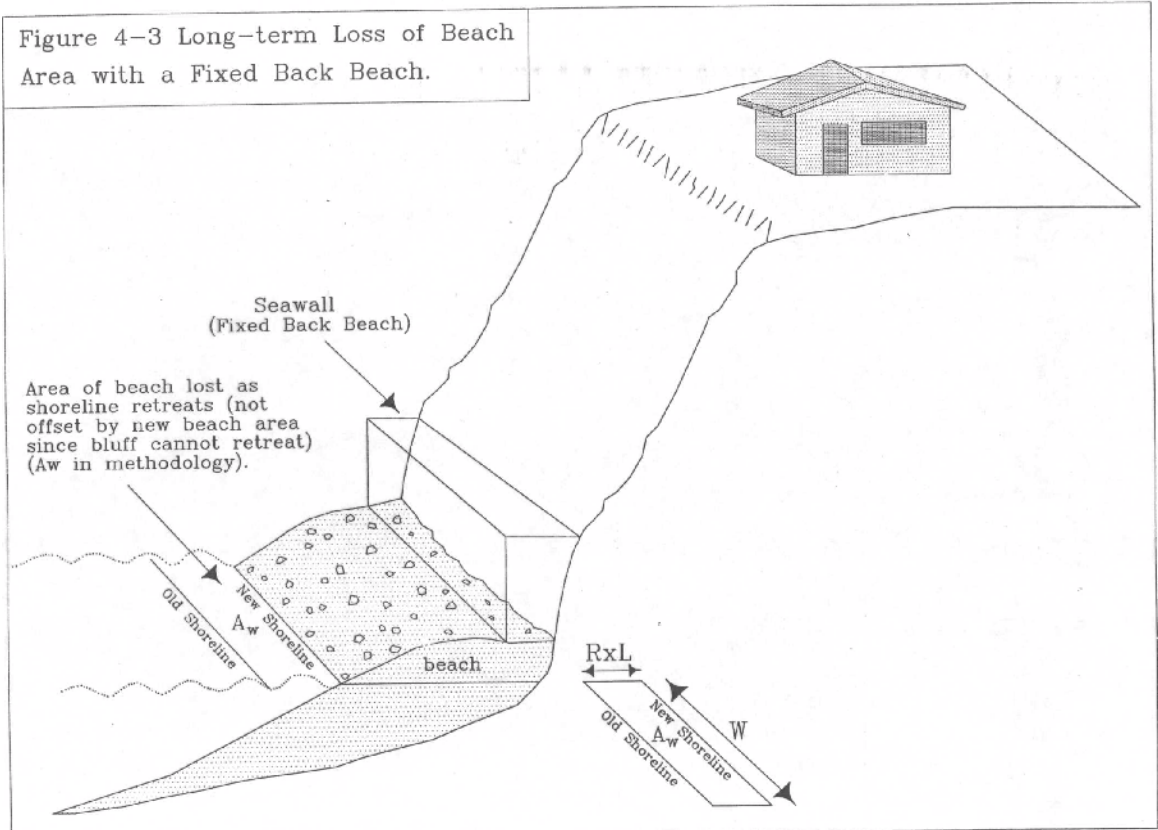 Figure 4-3 Long-term Loss of Beach
Area with a Fixed Back Beach.
Seawall
(Fixed Back Beach)
Area of beach lost as
shoreline retreats (not
offset by new beach area
since bluff cannot retreat)
(Aw in methodology).
Old Shoreline
Aw
New Shoreline
beach
RxL
Old Shoreline
Aw
New Shoreline
W